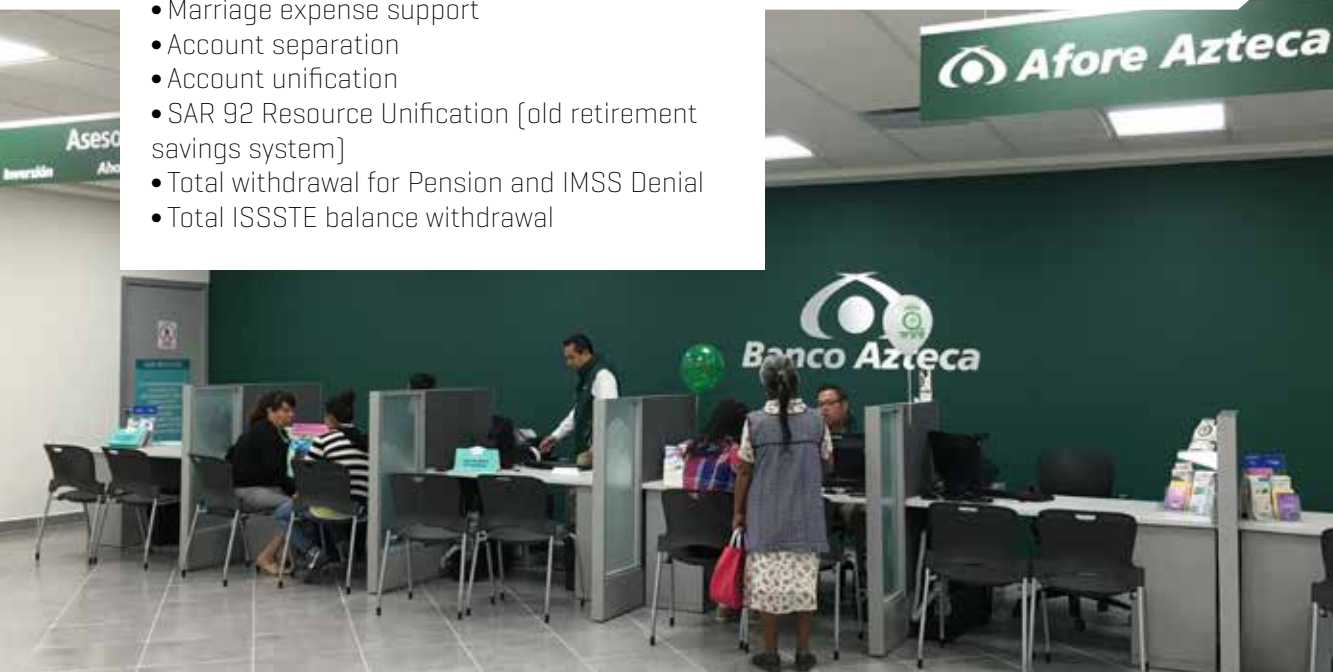 • Marriage expense support
• Account separation
• Account unification
• SAR 92 Resource Unification (old retirement
savings system)
• Total withdrawal for Pension and IMSS Denial
• Total ISSSTE balance withdrawal
Afore Azteca
Inversión
Banco Azteca